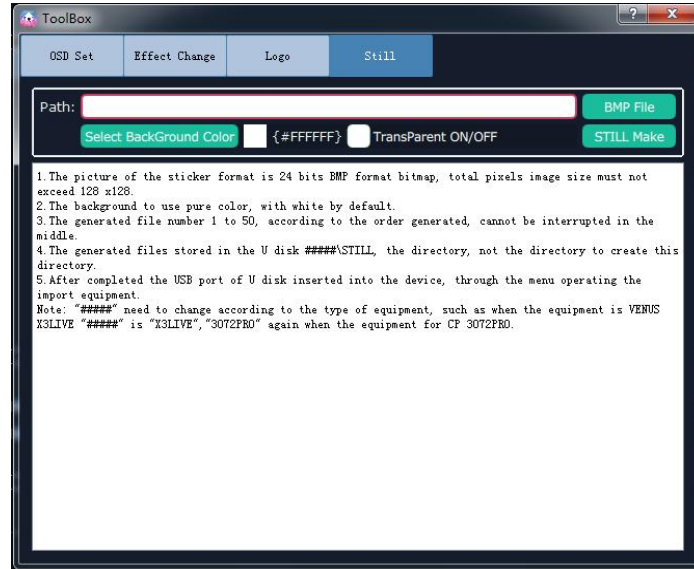 ToolBox
? x
OSD Set Effect Change Logo Still
Path: BMP File
Select BackGround Color {#FFFFFF} TransParent ON/OFF STILL Make
1.The picture of the sticker format is 24 bits BMP format bitmap, total pixels image size must not
exceed 128 x128.
2.The background to use pure color, with white by default.
3.The generated file number 1 to 50, according to the order generated, cannot be interrupted in the
middle.
4.The generated files stored in the U disk #####\STILL, the directory, not the directory to create this
directory.
5.After completed the USB port of U disk inserted into the device, through the menu operating the
import equipment.
Note: "#####" need to change according to the type of equipment, such as when the equipment is VENUS
X3LIVE "#####" is "X3LIVE","3072PRO" again when the equipment for CP 3072PRO.